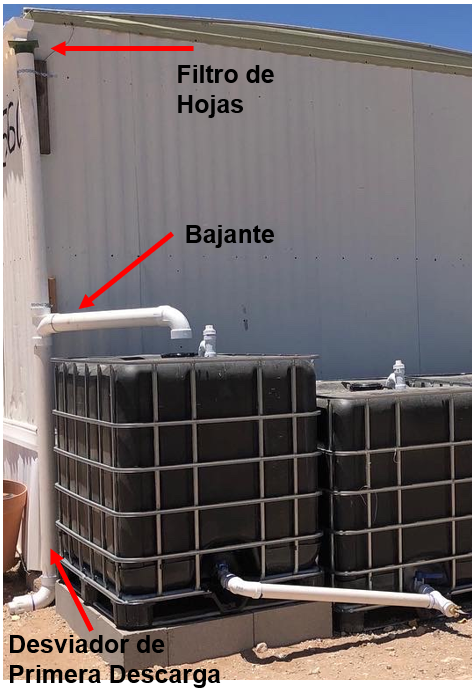 Filtro de
Hojas
Bajante
Desviador de
Primera Descarga